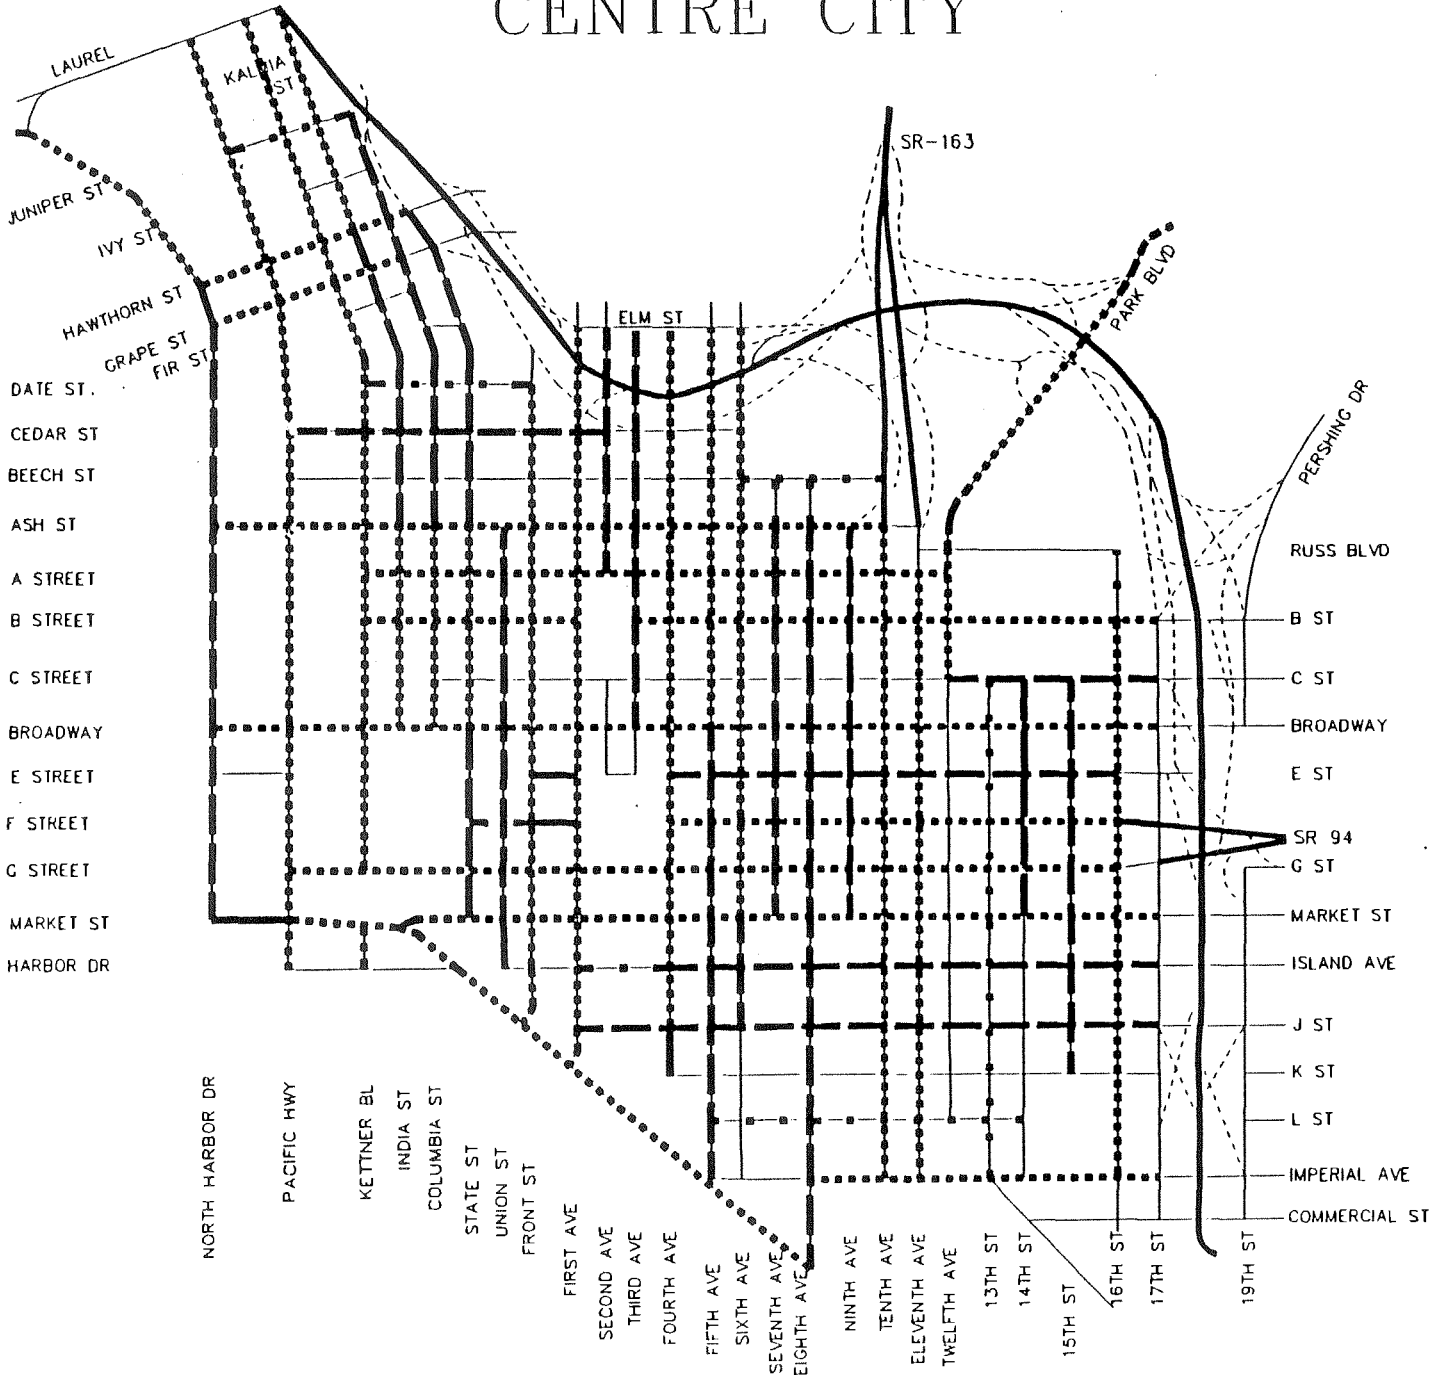 CENTRE CITY
LAUREL
KALMIA
ST
SR-163
JUNIPER ST
IVY ST
HAWTHORN ST
GRAPE ST
FIR ST
ELM ST
PARK BLVD
PERSHING DR
DATE ST.
CEDAR ST
BEECH ST
ASH ST
A STREET
B STREET
C STREET
BROADWAY
E STREET
F STREET
G STREET
MARKET ST
HARBOR DR
RUSS BLVD
B ST
C ST
BROADWAY
E ST
SR 94
G ST
MARKET ST
ISLAND AVE
J ST
K ST
L ST
IMPERIAL AVE
COMMERCIAL ST
NORTH HARBOR DR
PACIFIC HWY
KETTNER BL
INDIA ST
COLUMBIA ST
STATE ST
UNION ST
FRONT ST
FIRST AVE
SECOND AVE
THIRD AVE
FOURTH AVE
FIFTH AVE
SIXTH AVE
SEVENTH AVE
EIGHTH AVE
NINTH AVE
TENTH AVE
ELEVENTH AVE
TWELFTH AVE
13TH ST
14TH ST
15TH ST
16TH ST
17TH ST
19TH ST